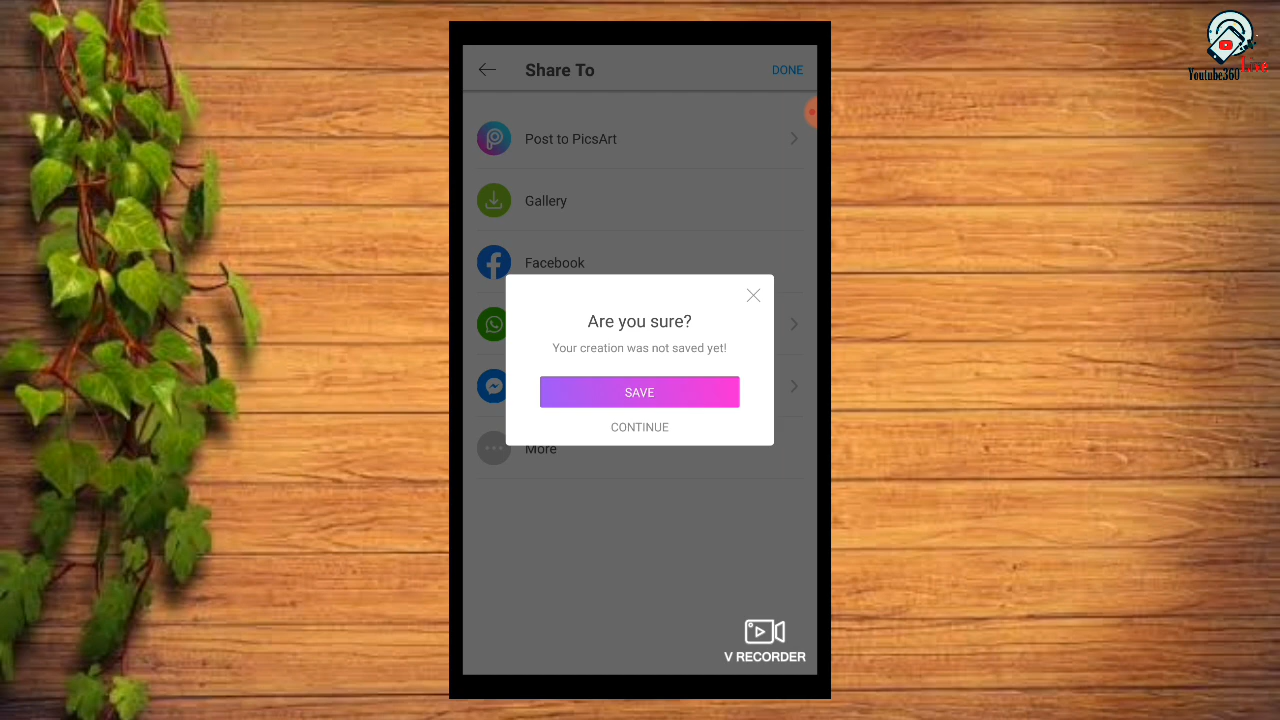 Share To
DONE
Post to PicsArt
Gallery
Facebook
Are you sure?
Your creation was not saved yet!
SAVE
CONTINUE
More
V RECORDER
Youtube360 Live